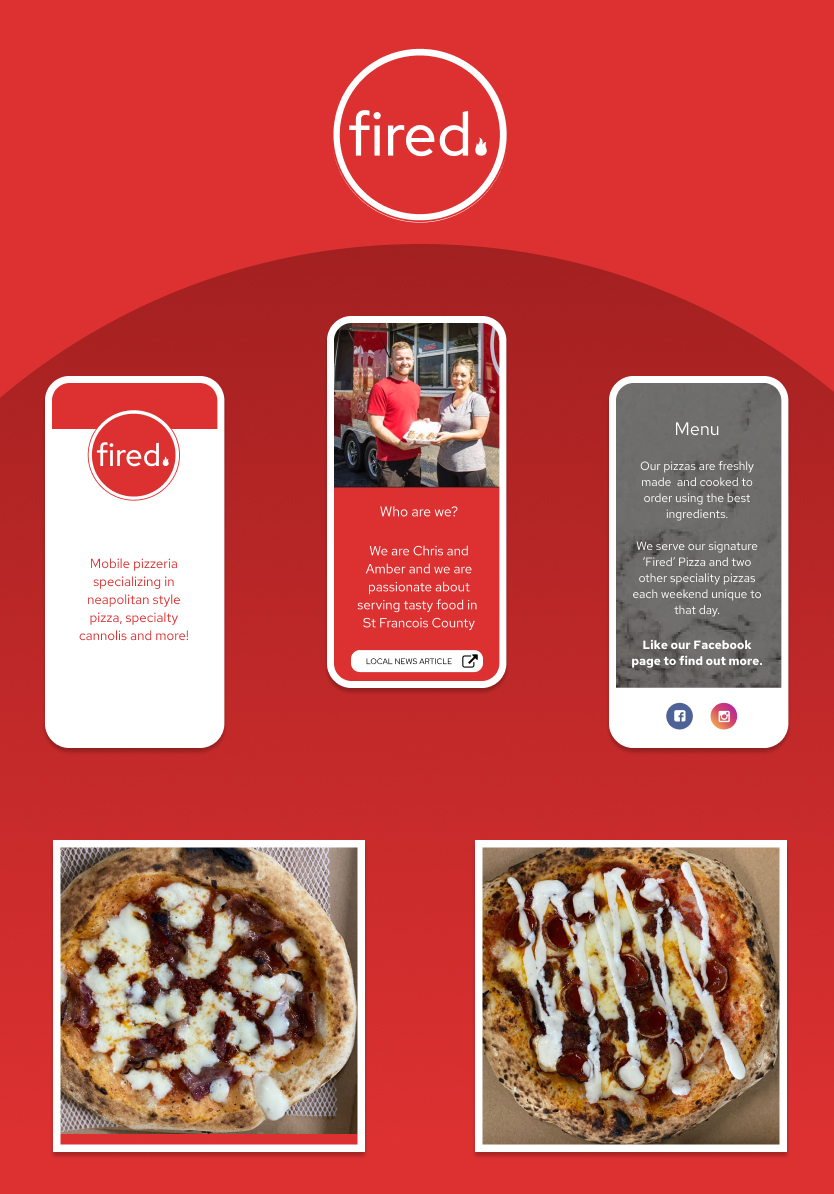 fired.
fired.
Mobile pizzeria
specializing in
neapolitan style
pizza, specialty
cannolis and more!
Who are we?
We are Chris and
Amber and we are
passionate about
serving tasty food in
St Francois County
LOCAL NEWS ARTICLE
Menu
Our pizzas are freshly
made and cooked to
order using the best
ingredients.
We serve our signature
'Fired' Pizza and two
other speciality pizzas
each weekend unique to
that day.
Like our Facebook
page to find out more.